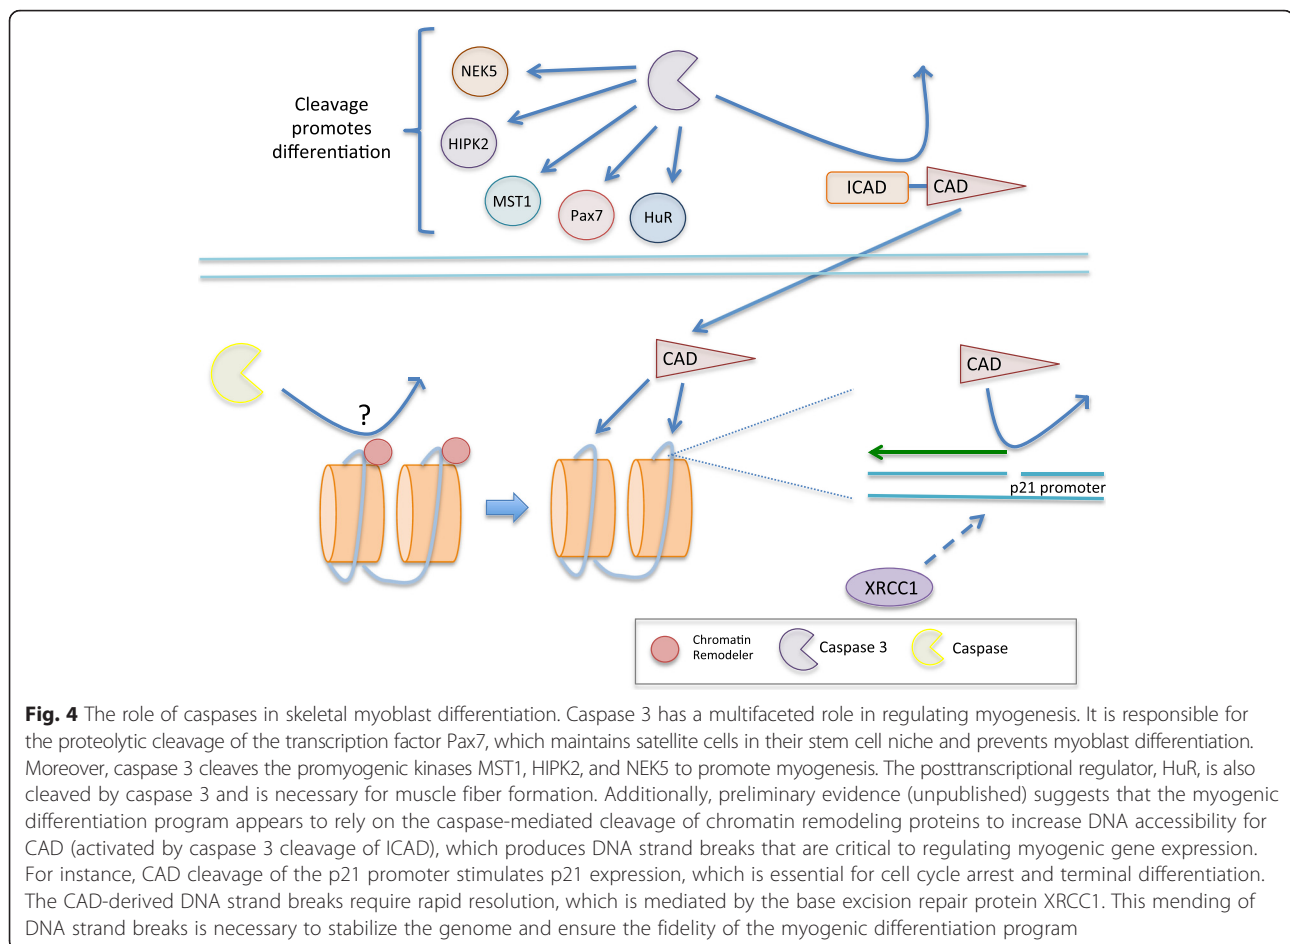 NEK5
Cleavage
promotes
differentiation
HIPK2
MST1
Pax7
HuR
ICAD
CAD
CAD
CAD
?
p21 promoter
XRCC1
Chromatin
Remodeler
Caspase 3
Caspase
Fig. 4 The role of caspases in skeletal myoblast differentiation. Caspase 3 has a multifaceted role in regulating myogenesis. It is responsible for
the proteolytic cleavage of the transcription factor Pax7, which maintains satellite cells in their stem cell niche and prevents myoblast differentiation.
Moreover, caspase 3 cleaves the promyogenic kinases MST1, HIPK2, and NEK5 to promote myogenesis. The posttranscriptional regulator, HuR, is also
cleaved by caspase 3 and is necessary for muscle fiber formation. Additionally, preliminary evidence (unpublished) suggests that the myogenic
differentiation program appears to rely on the caspase-mediated cleavage of chromatin remodeling proteins to increase DNA accessibility for
CAD (activated by caspase 3 cleavage of ICAD), which produces DNA strand breaks that are critical to regulating myogenic gene expression.
For instance, CAD cleavage of the p21 promoter stimulates p21 expression, which is essential for cell cycle arrest and terminal differentiation.
The CAD-derived DNA strand breaks require rapid resolution, which is mediated by the base excision repair protein XRCC1. This mending of
DNA strand breaks is necessary to stabilize the genome and ensure the fidelity of the myogenic differentiation program